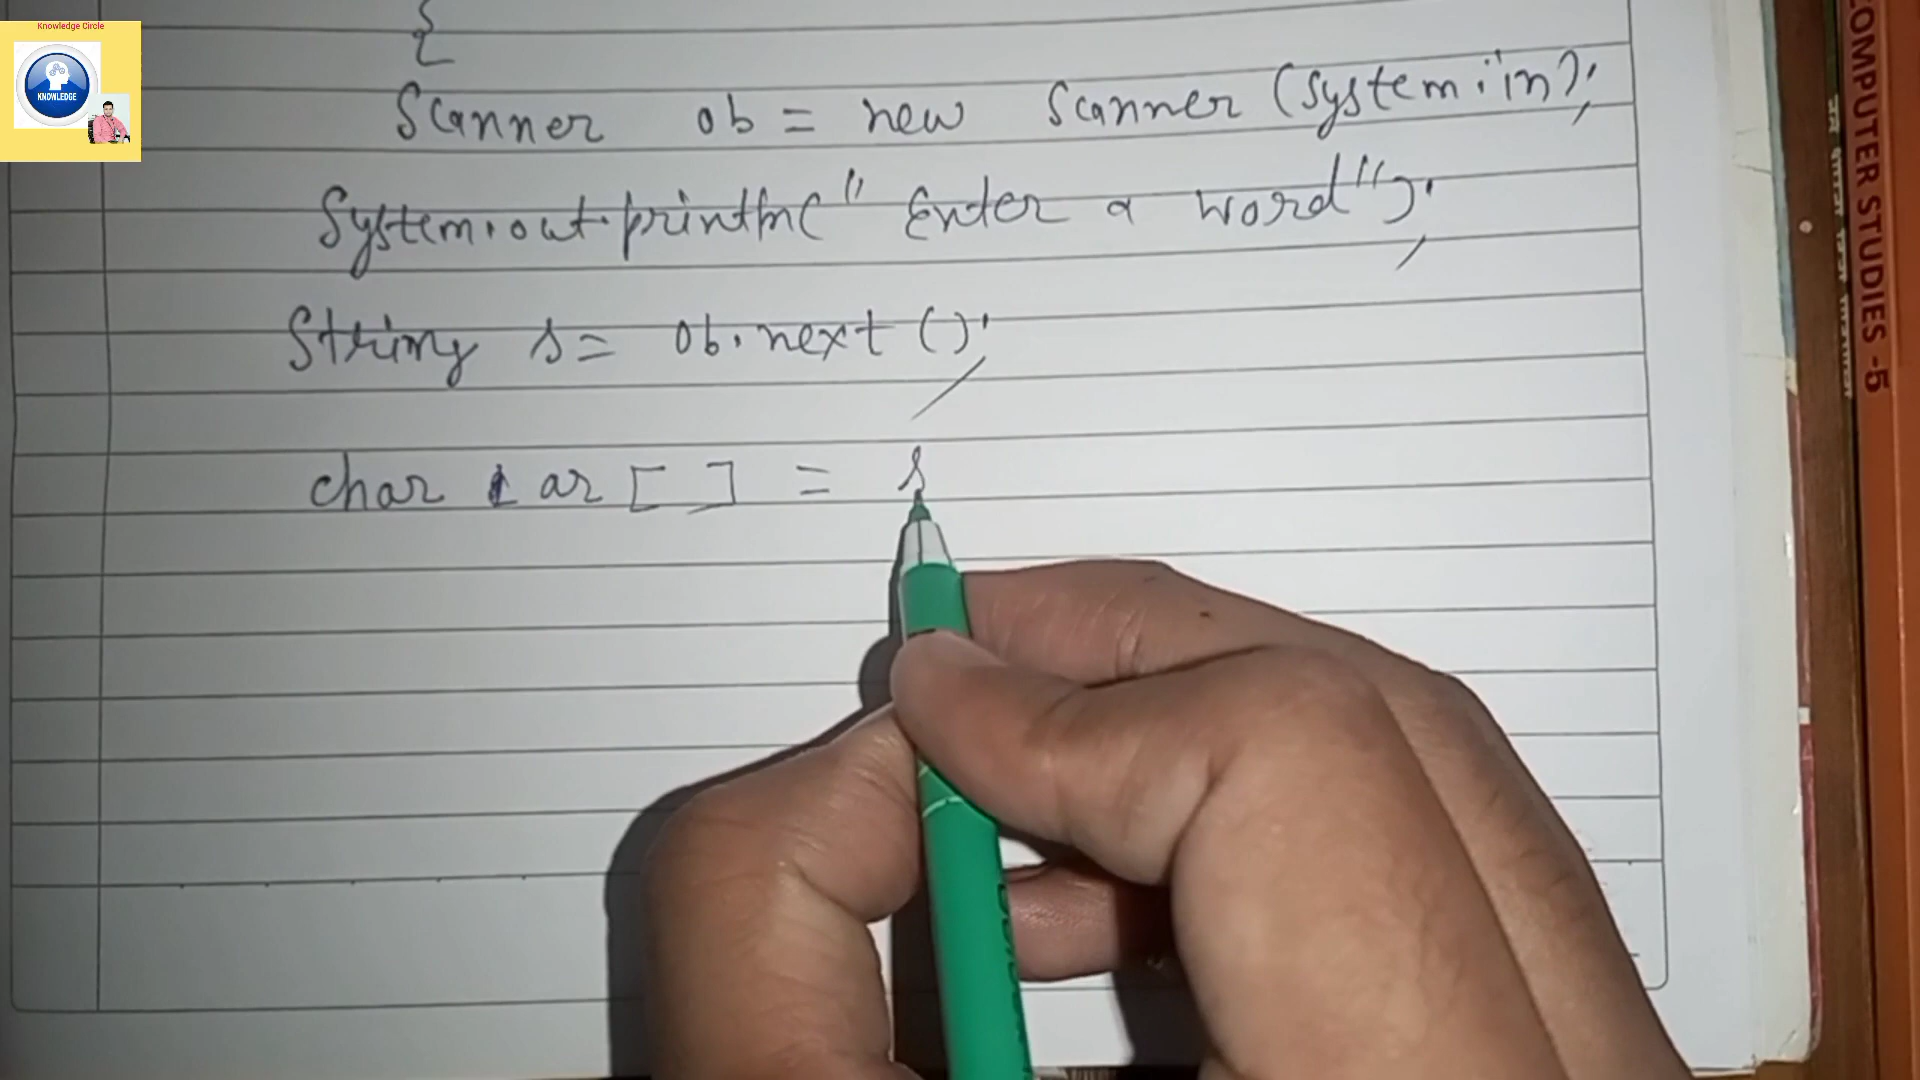 Knowledge Circle
KNOWLEDGE
{
Scanner ob = new Scanner (System.in);
System.out.println(" Enter a word");
String s= ob.next ();
char ar [ ] = s
COMPUTER STUDIES -5